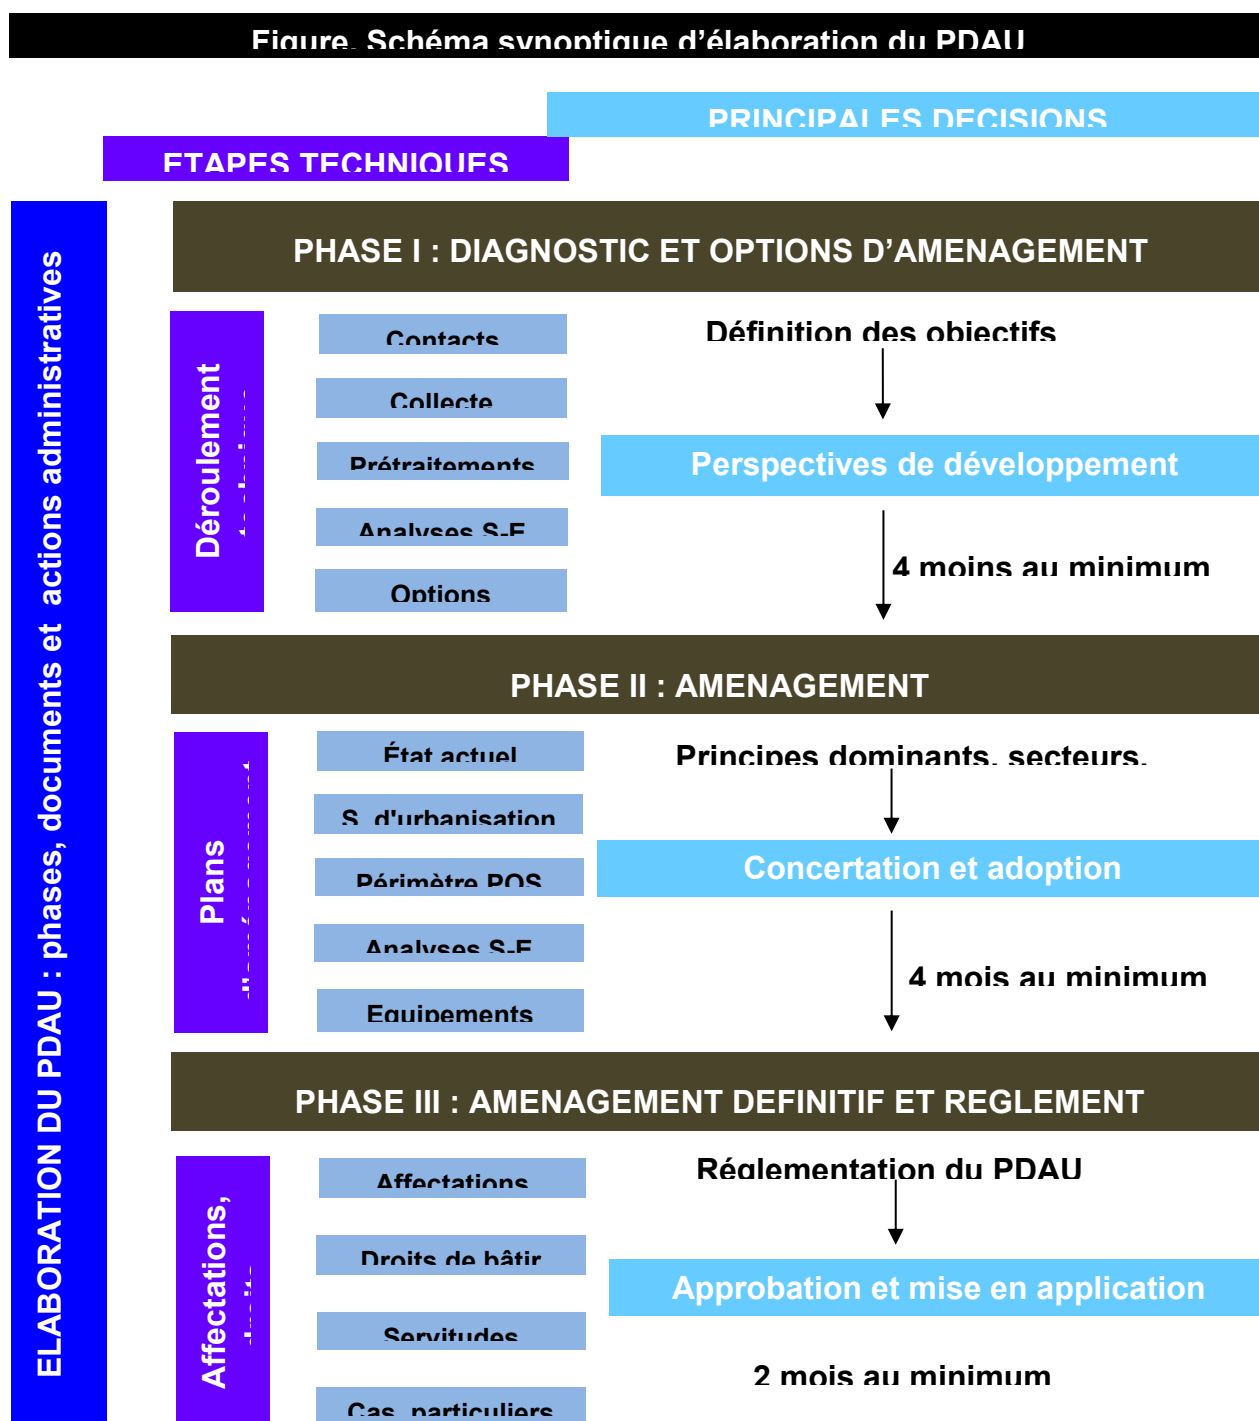 Figure. Schéma synoptique d’élaboration du PDAU
PRINCIPALES DECISIONS
ETAPES TECHNIQUES
ELABORATION DU PDAU : phases, documents et actions administratives
PHASE I : DIAGNOSTIC ET OPTIONS D’AMENAGEMENT
Déroulement
Contacts
Collecte
Prétraitements
Analyses S-E
Options
Définition des objectifs
Perspectives de développement
4 moins au minimum
PHASE II : AMENAGEMENT
Plans
d'aménagement
État actuel
S. d'urbanisation
Périmètre POS
Analyses S-E
Equipements
Principes dominants, secteurs,
Concertation et adoption
4 mois au minimum
PHASE III : AMENAGEMENT DEFINITIF ET REGLEMENT
Affectations,
droits
Affectations
Droits de bâtir
Servitudes
Cas particuliers
Réglementation du PDAU
Approbation et mise en application
2 mois au minimum